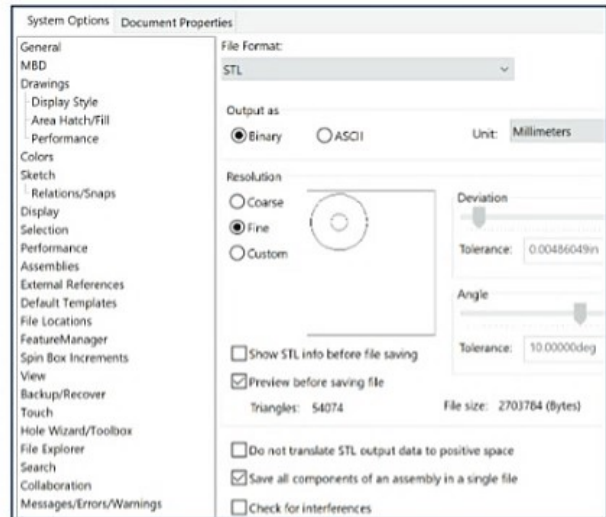 System Options
Document Properties
General
MBD
Drawings
Display Style
Area Hatch/Fill
Performance
Colors
Sketch
Relations/Snaps
Display
Selection
Performance
Assemblies
External References
Default Templates
File Locations
FeatureManager
Spin Box Increments
View
Backup/Recover
Touch
Hole Wizard/Toolbox
File Explorer
Search
Collaboration
Messages/Errors/Warnings
File Format:
STL
Output as
Binary
ASCII
Unit:
Millimeters
Resolution
Coarse
Fine
Custom
Deviation
Tolerance:
0.00486049in
Angle
Tolerance:
10.00000deg
Show STL info before file saving
Preview before saving file
Triangles: 54074
File size: 2703784 (Bytes)
Do not translate STL output data to positive space
Save all components of an assembly in a single file
Check for interferences